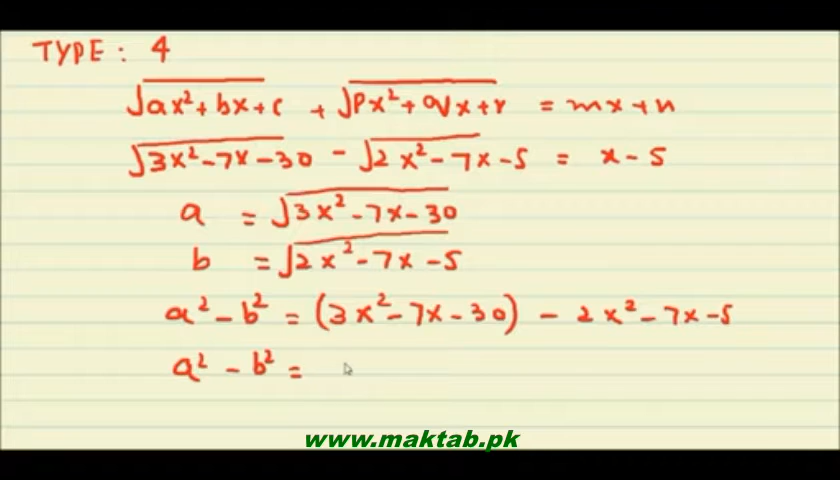 TYPE : 4
√ax²+bx+c + √px²+qx+r = mx+n
√3x²-7x-30 - √2x²-7x-5 = x-5
a = √3x²-7x-30
b = √2x²-7x-5
a²-b² = (3x²-7x-30) - 2x²-7x-5
a²-b² =
www.maktab.pk